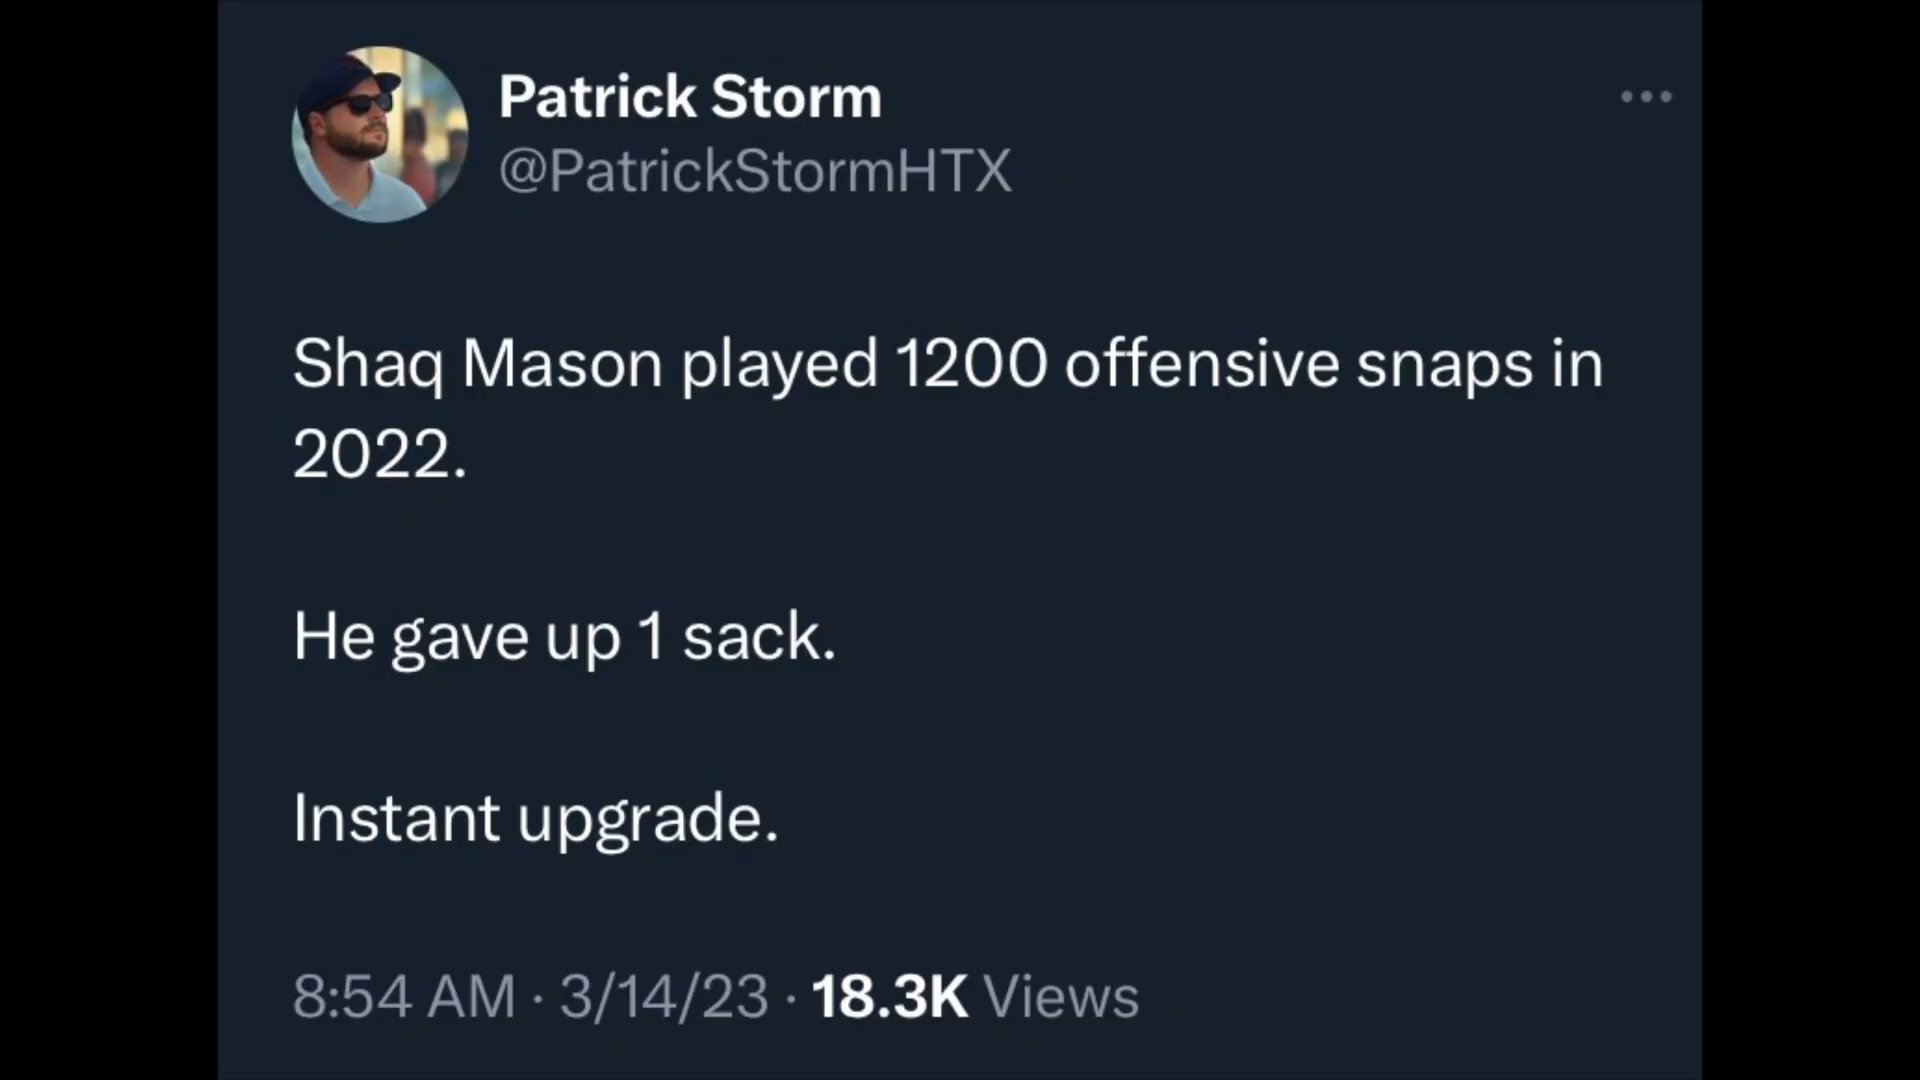 Patrick Storm
@PatrickStormHTX
Shaq Mason played 1200 offensive snaps in
2022.
He gave up 1 sack.
Instant upgrade.
8:54 AM · 3/14/23 · 18.3K Views